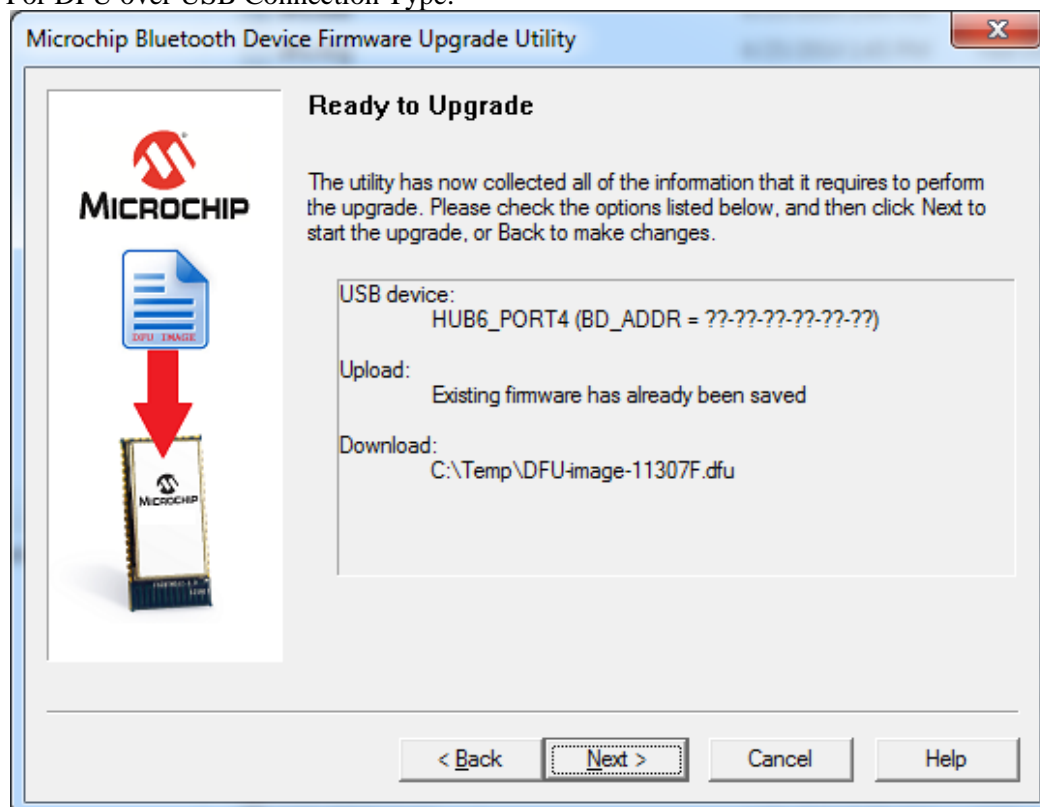 For DFU over USB Connection Type:
Microchip Bluetooth Device Firmware Upgrade Utility
Ready to Upgrade
The utility has now collected all of the information that it requires to perform
the upgrade. Please check the options listed below, and then click Next to
start the upgrade, or Back to make changes.
MICROCHIP
DFU IMAGE
MICROCHIP
USB device:
HUB6_PORT4 (BD_ADDR = ??-??-??-??-??-??)
Upload:
Existing firmware has already been saved
Download:
C:\Temp\DFU-image-11307F.dfu
< Back
Next >
Cancel
Help